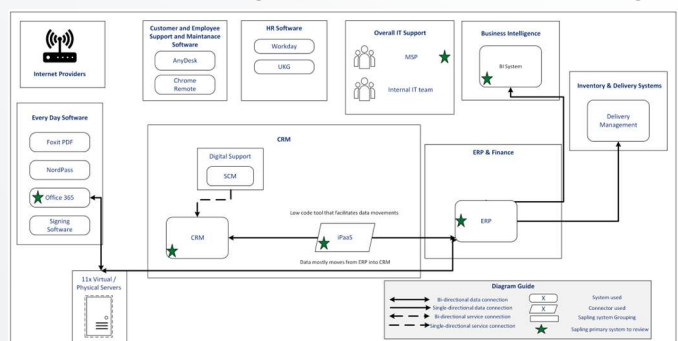 Internet Providers
Customer and Employee
Support and Maintanace
Software
AnyDesk
Chrome
Remote
HR Software
Workday
UKG
Overall IT Support
MSP
Internal IT team
Business Intelligence
BI System
Inventory & Delivery Systems
Delivery
Management
Every Day Software
Foxit PDF
NordPass
Office 365
Signing
Software
CRM
Digital Support
SCM
CRM
Low code tool that facilitates data movements
iPaaS
Data mostly moves from ERP into CRM
ERP & Finance
ERP
11x Virtual /
Physical Servers
Diagram Guide
Bi-directional data connection
Single-directional data connection
Bi-directional service connection
Single-directional service connection
X
System used
X
Connector used
Sapling system Grouping
Sapling primary system to review